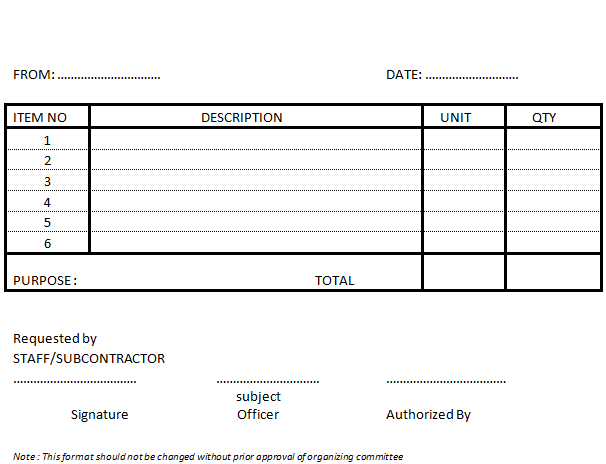 FROM: ............................... DATE: ............................
ITEM NO DESCRIPTION UNIT QTY
1
2
3
4
5
6
PURPOSE: TOTAL
Requested by
STAFF/SUBCONTRACTOR
..................................... ............................... ....................................
subject
Signature Officer Authorized By
Note : This format should not be changed without prior approval of organizing committee